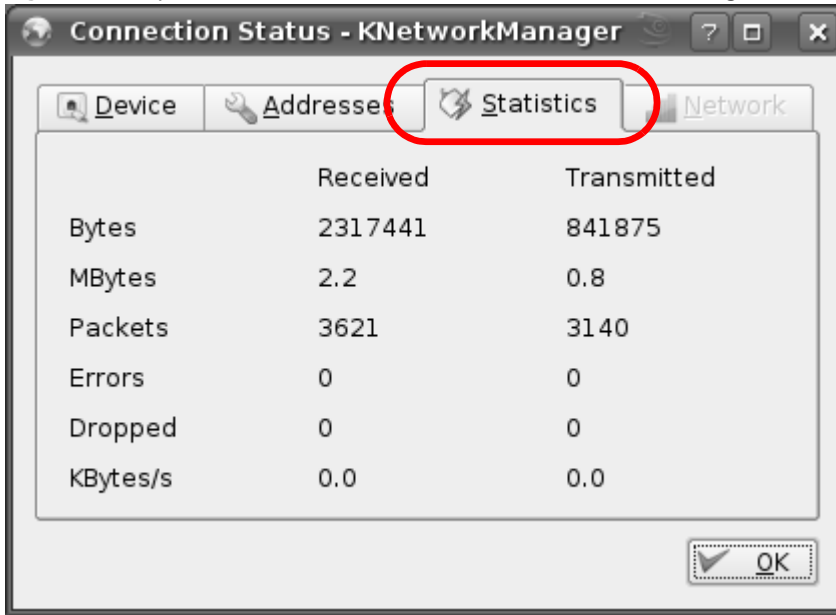 Connection Status - KNetworkManager
Device Addresses Statistics Network
Received Transmitted
Bytes 2317441 841875
MBytes 2.2 0.8
Packets 3621 3140
Errors 0 0
Dropped 0 0
KBytes/s 0.0 0.0
OK